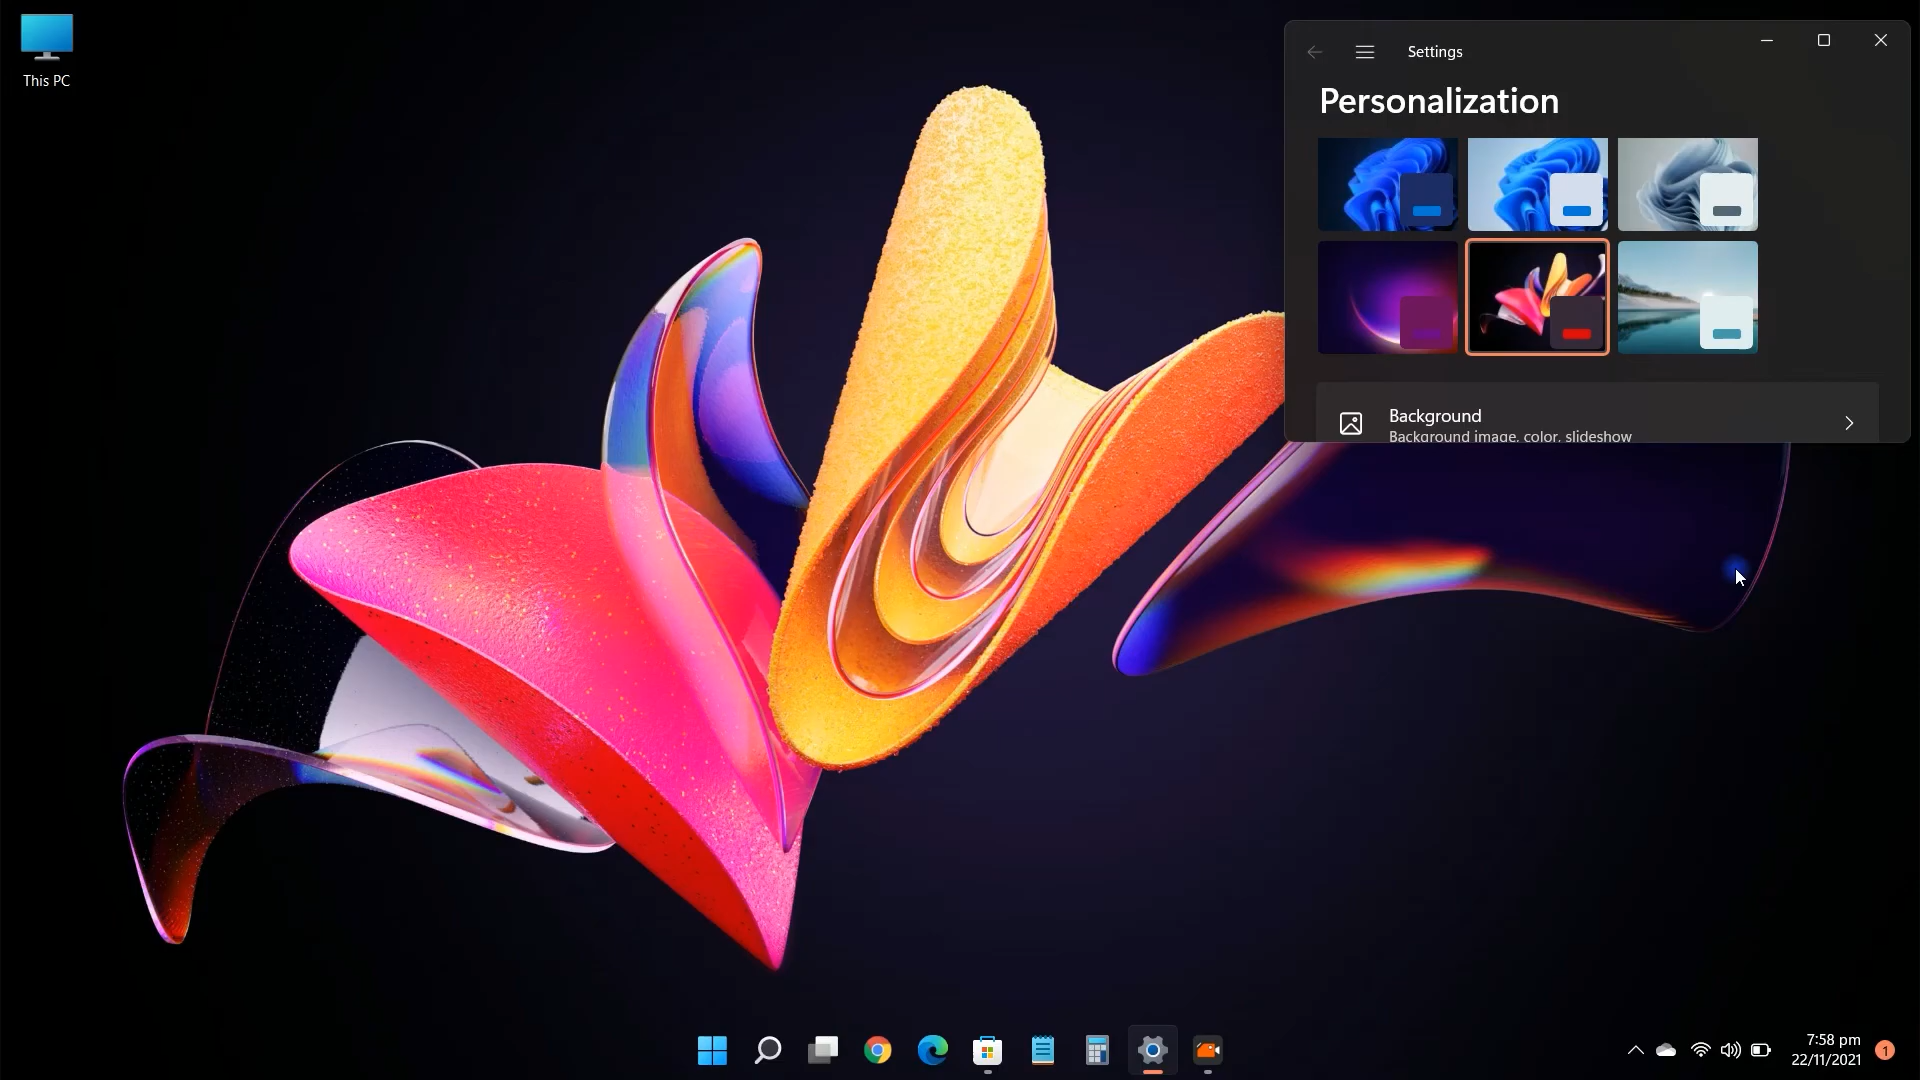 This PC
Settings
Personalization
Background
Background image, color, slideshow
7:58 pm
22/11/2021
1